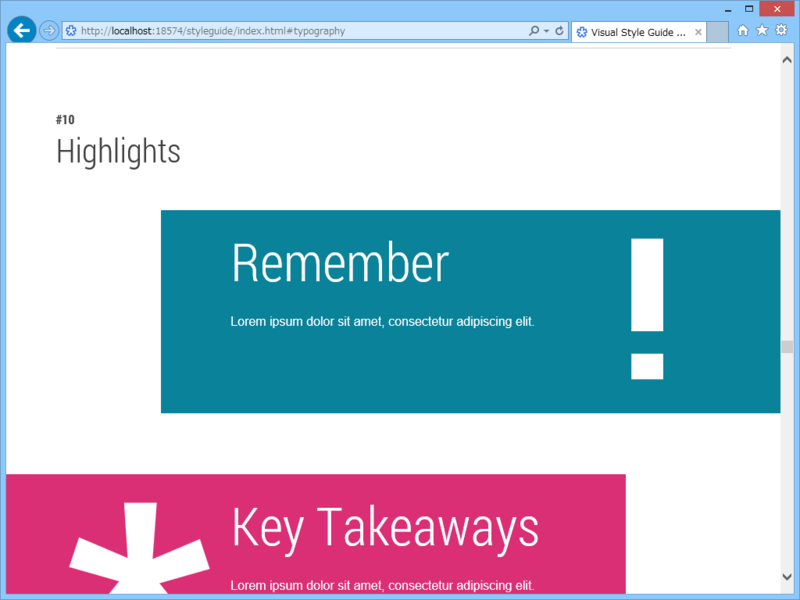 http://localhost:18574/styleguide/index.html#typography
Visual Style Guide ...
#10
Highlights
Remember
!
Lorem ipsum dolor sit amet, consectetur adipiscing elit.
Key Takeaways
*
Lorem ipsum dolor sit amet, consectetur adipiscing elit.